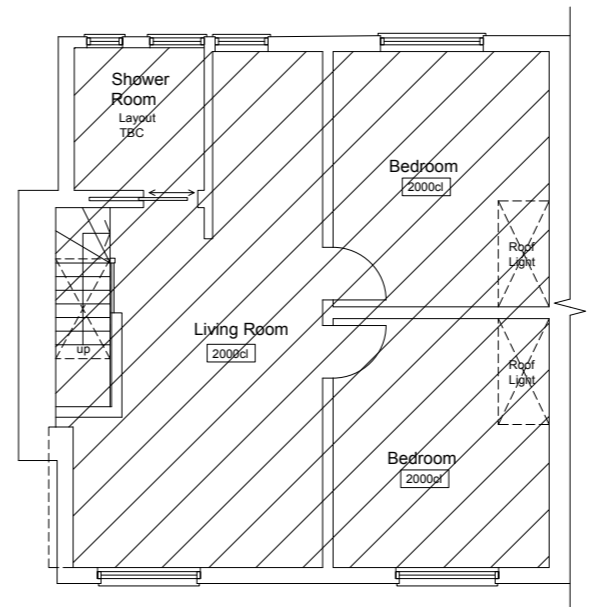 Shower
Room
Layout
TBC
Bedroom
2000cl
Roof
Light
Living Room
2000cl
up
Roof
Light
Bedroom
2000cl